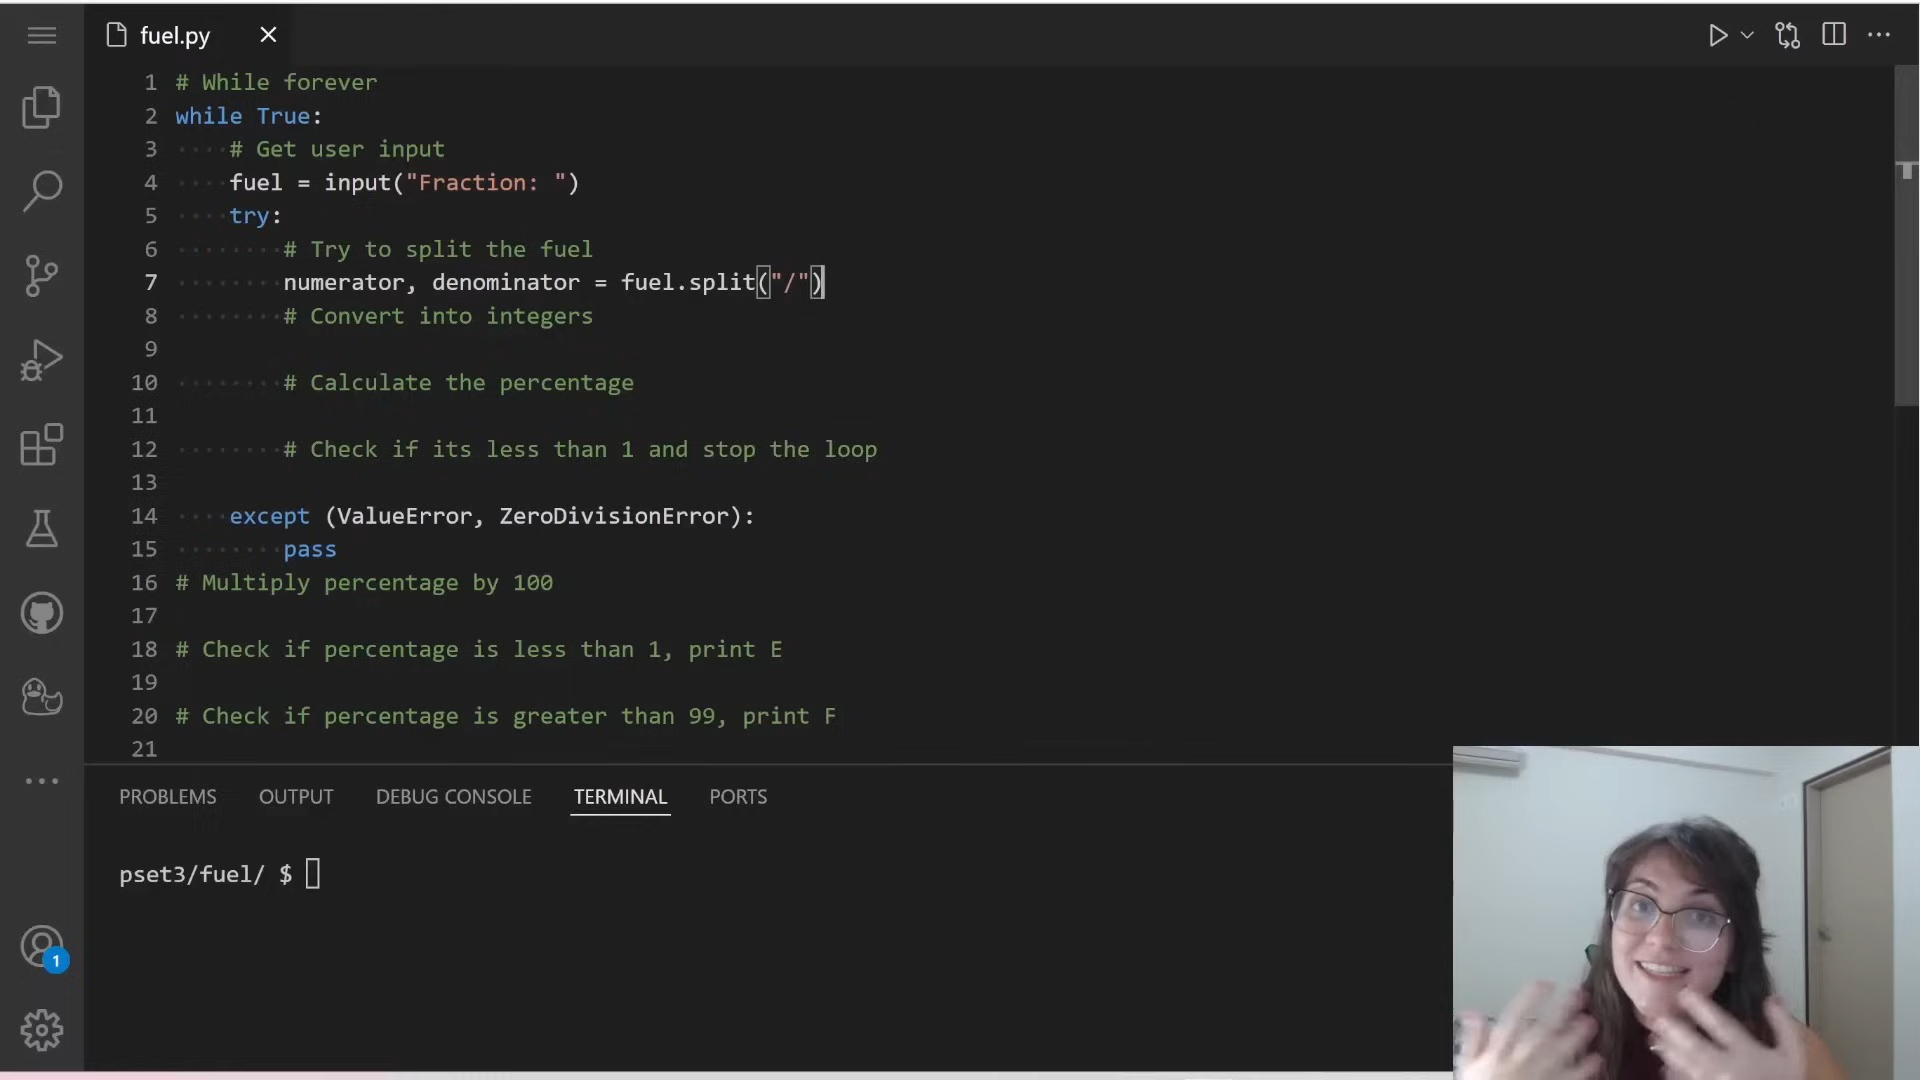 fuel.py
1 # While forever
2 while True:
3 # Get user input
4 fuel = input("Fraction: ")
5 try:
6 # Try to split the fuel
7 numerator, denominator = fuel.split("/")
8 # Convert into integers
9
10 # Calculate the percentage
11
12 # Check if its less than 1 and stop the loop
13
14 except (ValueError, ZeroDivisionError):
15 pass
16 # Multiply percentage by 100
17
18 # Check if percentage is less than 1, print E
19
20 # Check if percentage is greater than 99, print F
21
PROBLEMS OUTPUT DEBUG CONSOLE TERMINAL PORTS
pset3/fuel/ $
1